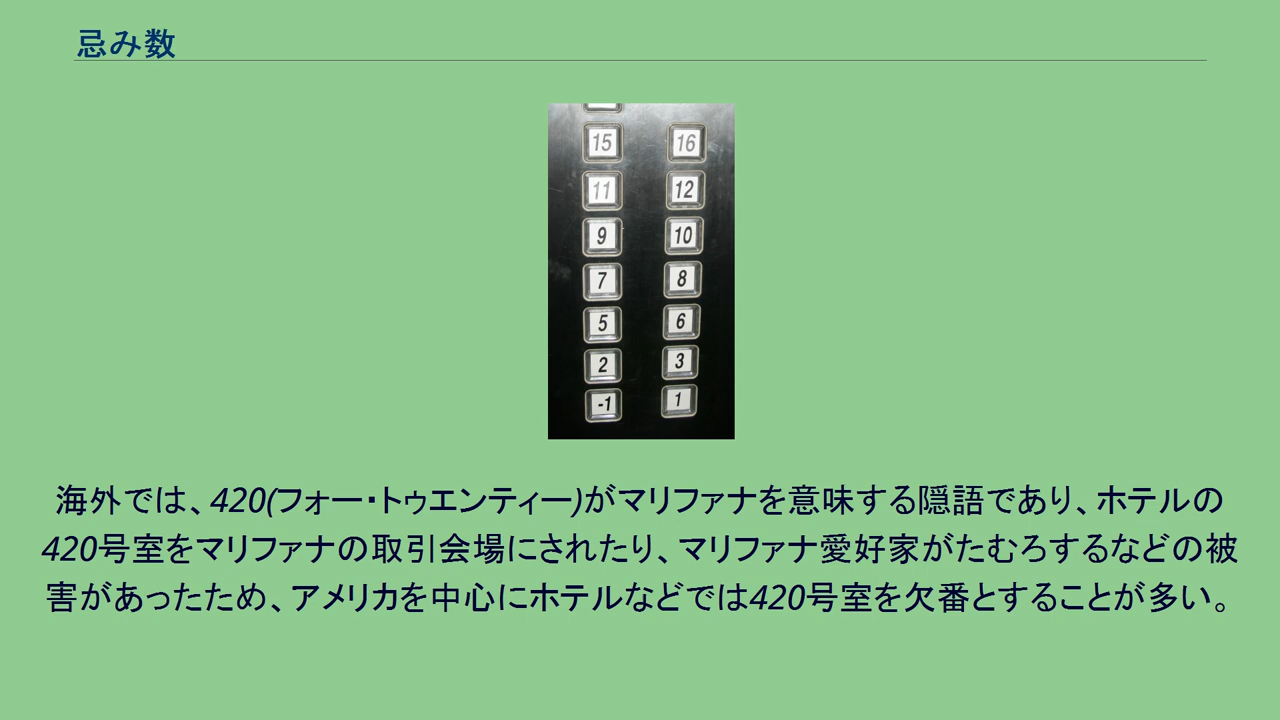 忌み数
15 16
11 12
9 10
7 8
5 6
2 3
-1 1
海外では、420(フォー・トゥエンティー)がマリファナを意味する隠語であり、ホテルの
420号室をマリファナの取引会場にされたり、マリファナ愛好家がたむろするなどの被
害があったため、アメリカを中心にホテルなどでは420号室を欠番とすることが多い。